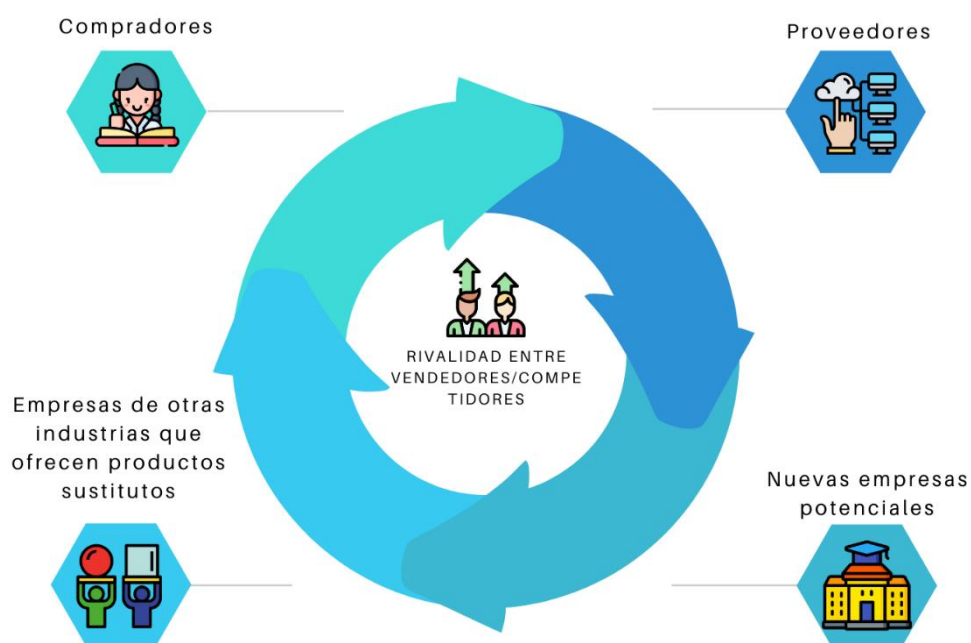 Compradores
Proveedores
RIVALIDAD ENTRE
VENDEDORES/COMPE
TIDORES
Empresas de otras
industrias que
ofrecen productos
sustitutos
Nuevas empresas
potenciales